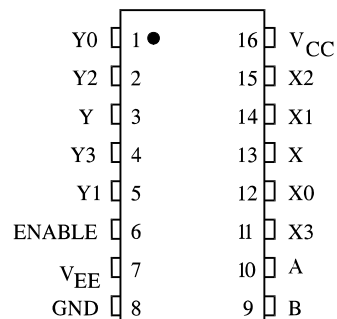 Y0 1 16 VCC
Y2 2 15 X2
Y 3 14 X1
Y3 4 13 X
Y1 5 12 X0
ENABLE 6 11 X3
VEE 7 10 A
GND 8 9 B